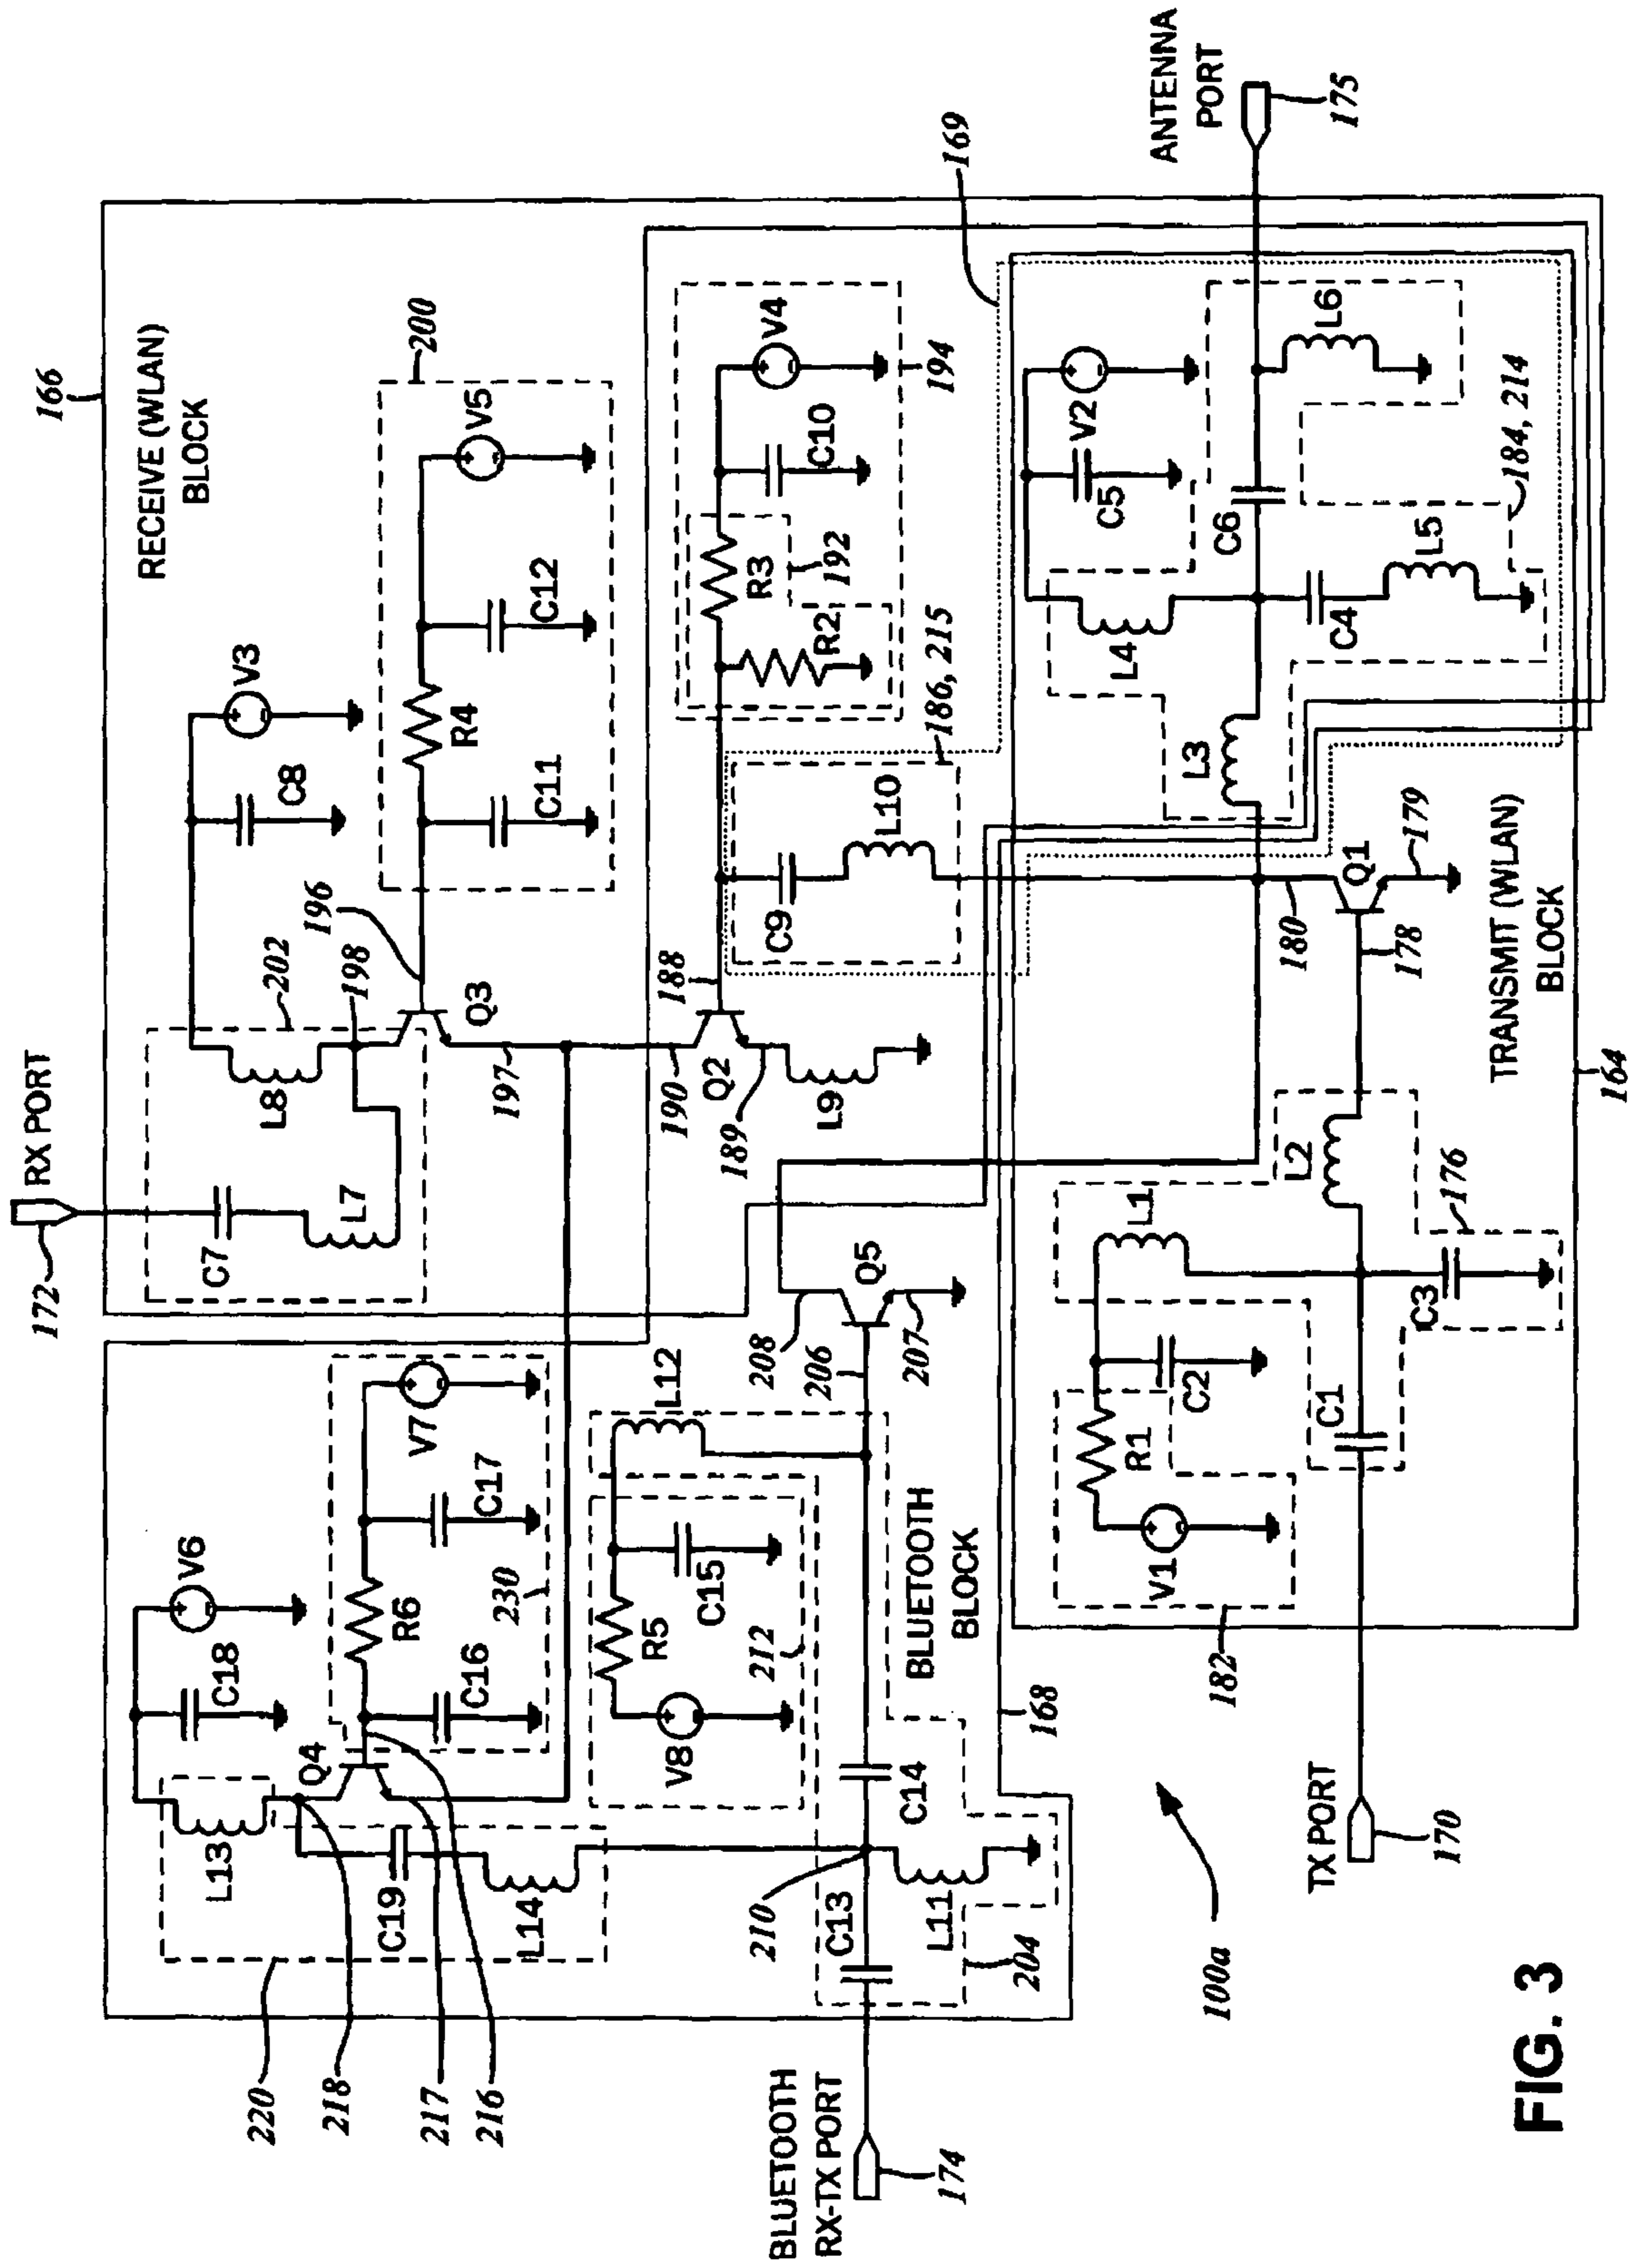 166
RECEIVE (WLAN)
BLOCK
RX PORT
172
C7
L7
L8
202
198
196
197
Q3
V3
C8
200
R4
C11
C12
V5
V6
C18
L13
Q4
C19
L14
220
218
217
216
R6
C16
C17
V7
230
R5
C15
V8
212
L12
BLUETOOTH
BLOCK
C14
C13
L11
210
204
168
BLUETOOTH
RX-TX PORT
174
208
206
207
Q5
188
190
Q2
189
L9
194
V4
C10
R3
192
R2
186, 215
C9
L10
169
ANTENNA
PORT
175
V2
C5
L4
L3
C4
L5
C6
L6
184, 214
180
Q1
179
178
TRANSMIT (WLAN)
BLOCK
164
L2
L1
176
C3
C2
R1
V1
C1
182
TX PORT
170
100a
FIG. 3